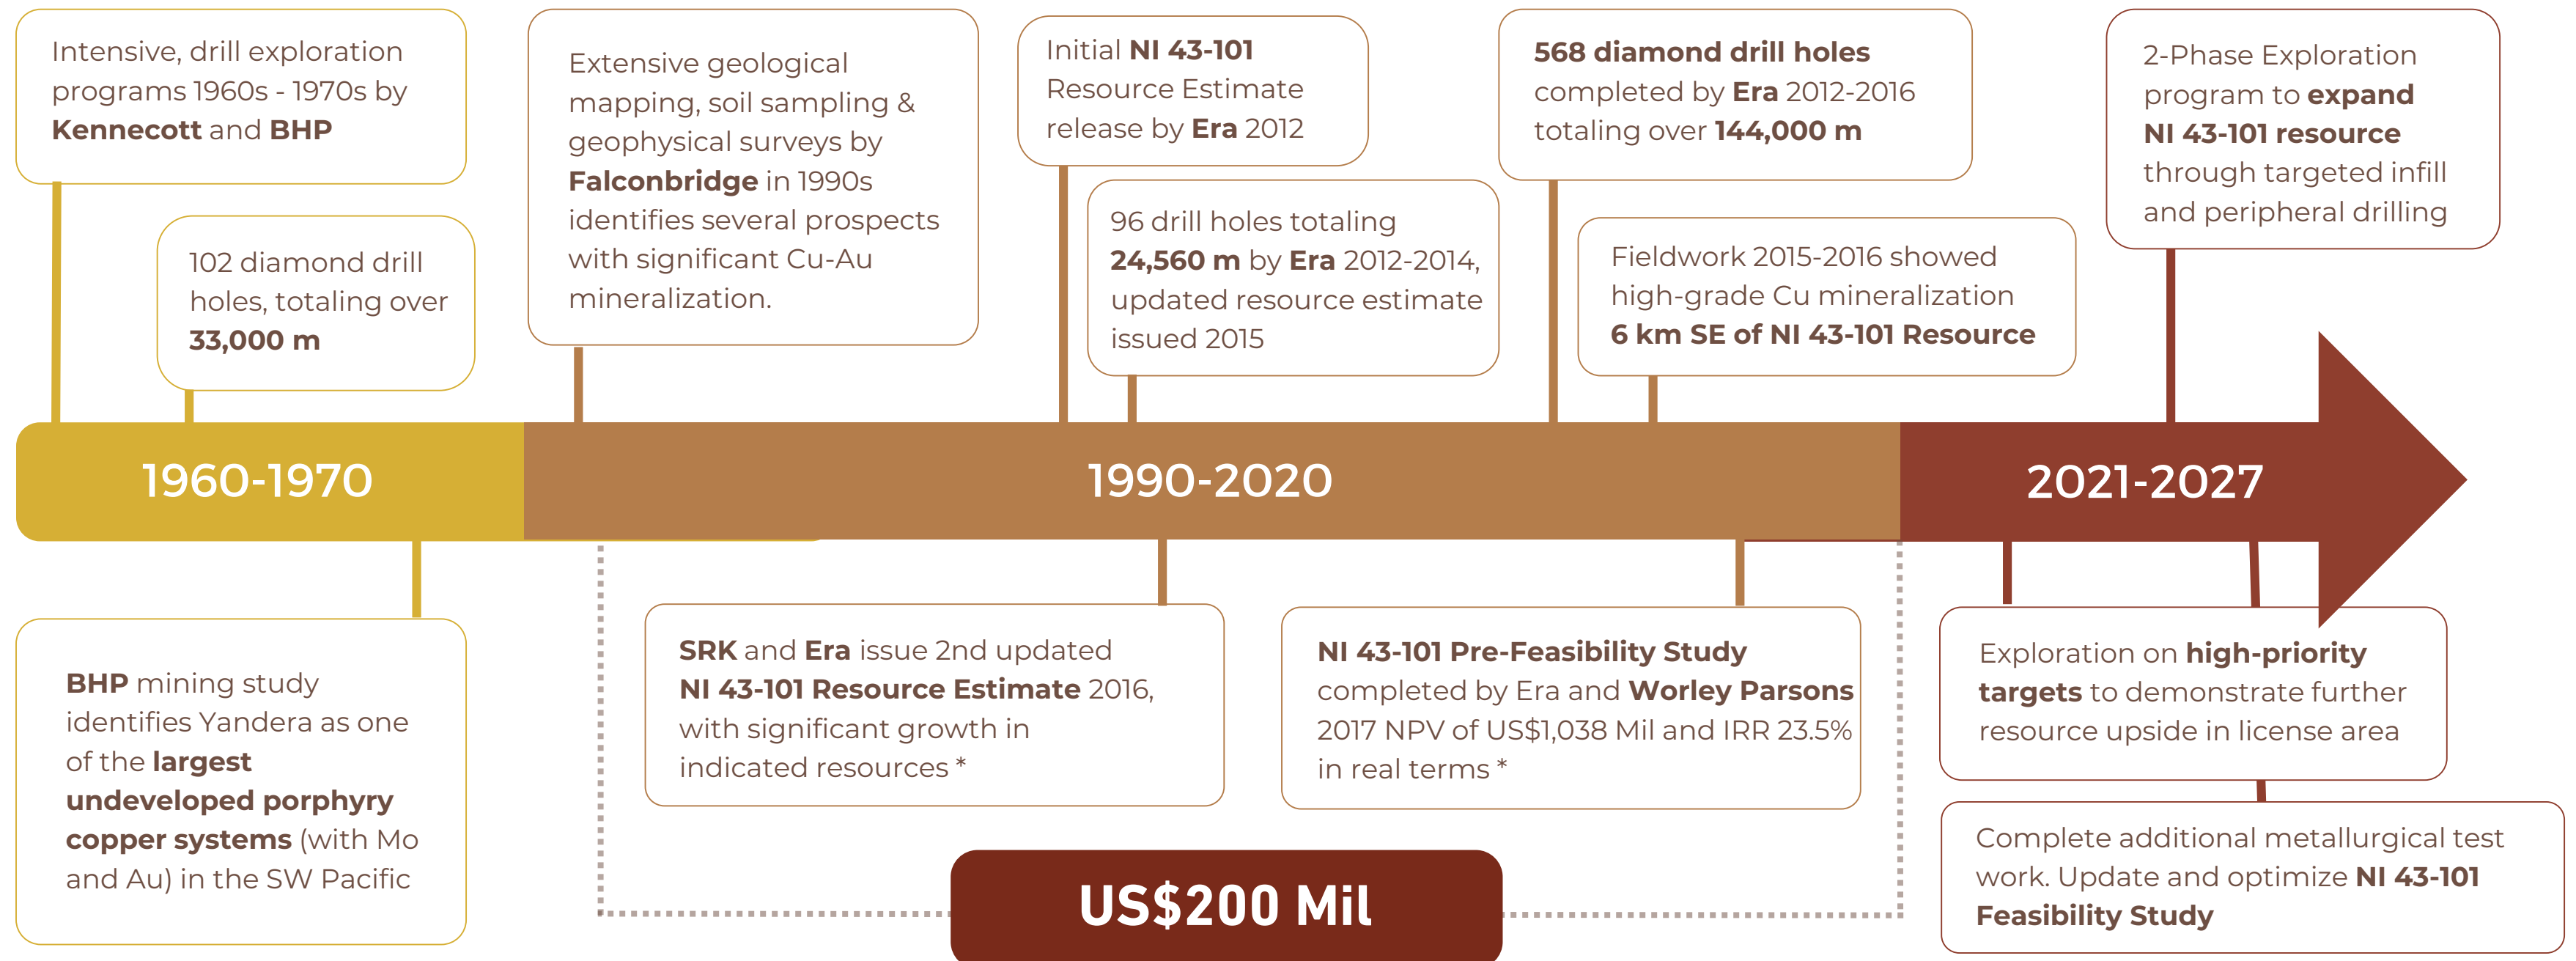 Intensive, drill exploration
programs 1960s - 1970s by
Kennecott and BHP
102 diamond drill
holes, totaling over
33,000 m
Extensive geological
mapping, soil sampling &
geophysical surveys by
Falconbridge in 1990s
identifies several prospects
with significant Cu-Au
mineralization.
Initial NI 43-101
Resource Estimate
release by Era 2012
96 drill holes totaling
24,560 m by Era 2012-2014,
updated resource estimate
issued 2015
568 diamond drill holes
completed by Era 2012-2016
totaling over 144,000 m
Fieldwork 2015-2016 showed
high-grade Cu mineralization
6 km SE of NI 43-101 Resource
2-Phase Exploration
program to expand
NI 43-101 resource
through targeted infill
and peripheral drilling
1960-1970
1990-2020
2021-2027
BHP mining study
identifies Yandera as one
of the largest
undeveloped porphyry
copper systems (with Mo
and Au) in the SW Pacific
SRK and Era issue 2nd updated
NI 43-101 Resource Estimate 2016,
with significant growth in
indicated resources *
NI 43-101 Pre-Feasibility Study
completed by Era and Worley Parsons
2017 NPV of US$1,038 Mil and IRR 23.5%
in real terms *
Exploration on high-priority
targets to demonstrate further
resource upside in license area
Complete additional metallurgical test
work. Update and optimize NI 43-101
Feasibility Study
US$200 Mil